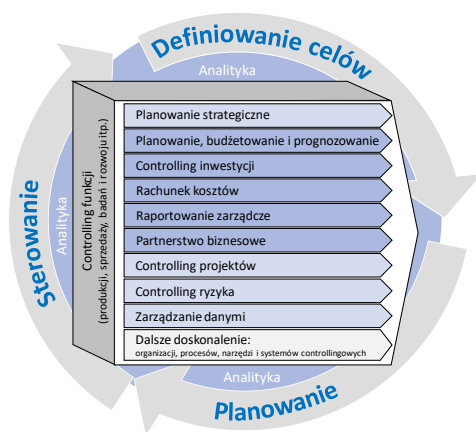 Definiowanie celów
Analityka
Planowanie strategiczne
Planowanie, budżetowanie i prognozowanie
Controlling inwestycji
Rachunek kosztów
Raportowanie zarządcze
Partnerstwo biznesowe
Controlling projektów
Controlling ryzyka
Zarządzanie danymi
Dalsze doskonalenie:
organizacji, procesów, narzędzi i systemów controllingowych
Controlling funkcji
(produkcji, sprzedaży, badań i rozwoju itp.)
Analityka
Sterowanie
Analityka
Planowanie